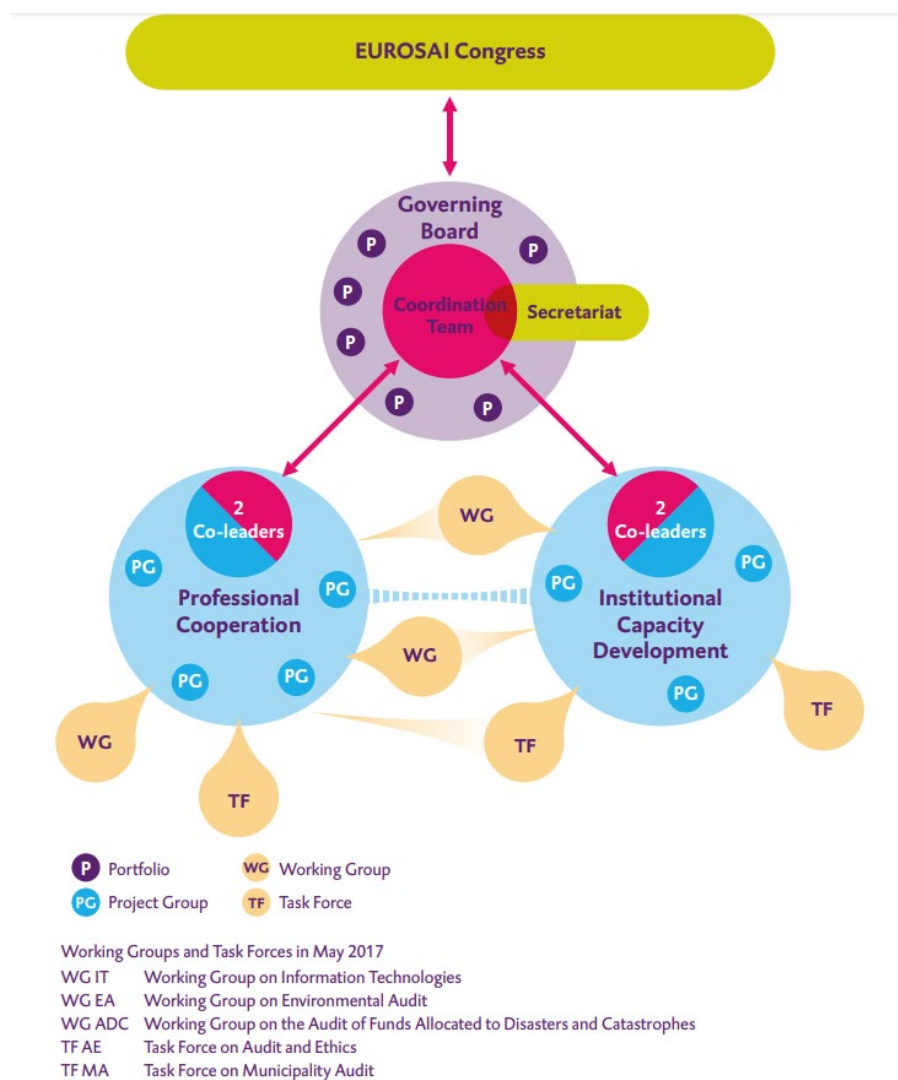 EUROSAI Congress
Governing
Board
P
P
P
P
Coordination
Team
Secretariat
P
P
2
Co-leaders
WG
2
Co-leaders
PG
PG
PG
PG
Professional
Cooperation
Institutional
Capacity
Development
WG
PG
PG
PG
WG
TF
TF
TF
P Portfolio
WG Working Group
PG Project Group
TF Task Force
Working Groups and Task Forces in May 2017
WG IT Working Group on Information Technologies
WG EA Working Group on Environmental Audit
WG ADC Working Group on the Audit of Funds Allocated to Disasters and Catastrophes
TF AE Task Force on Audit and Ethics
TF MA Task Force on Municipality Audit